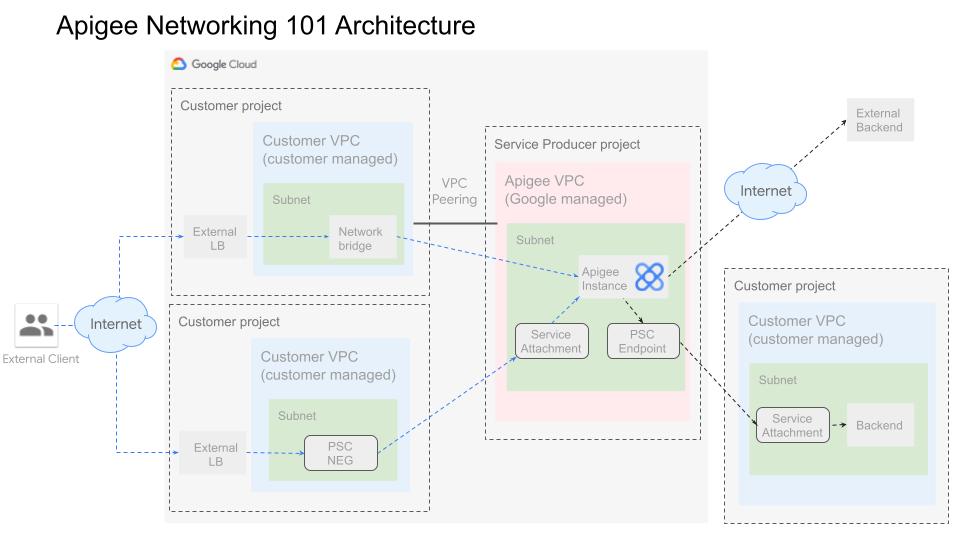 Apigee Networking 101 Architecture
Google Cloud
Customer project
Customer VPC
(customer managed)
Subnet
External
LB
Network
bridge
VPC
Peering
Service Producer project
Apigee VPC
(Google managed)
Subnet
Apigee
Instance
Service
Attachment
PSC
Endpoint
Internet
External
Backend
External Client
Internet
Customer project
Customer VPC
(customer managed)
Subnet
External
LB
PSC
NEG
Customer project
Customer VPC
(customer managed)
Subnet
Service
Attachment
Backend